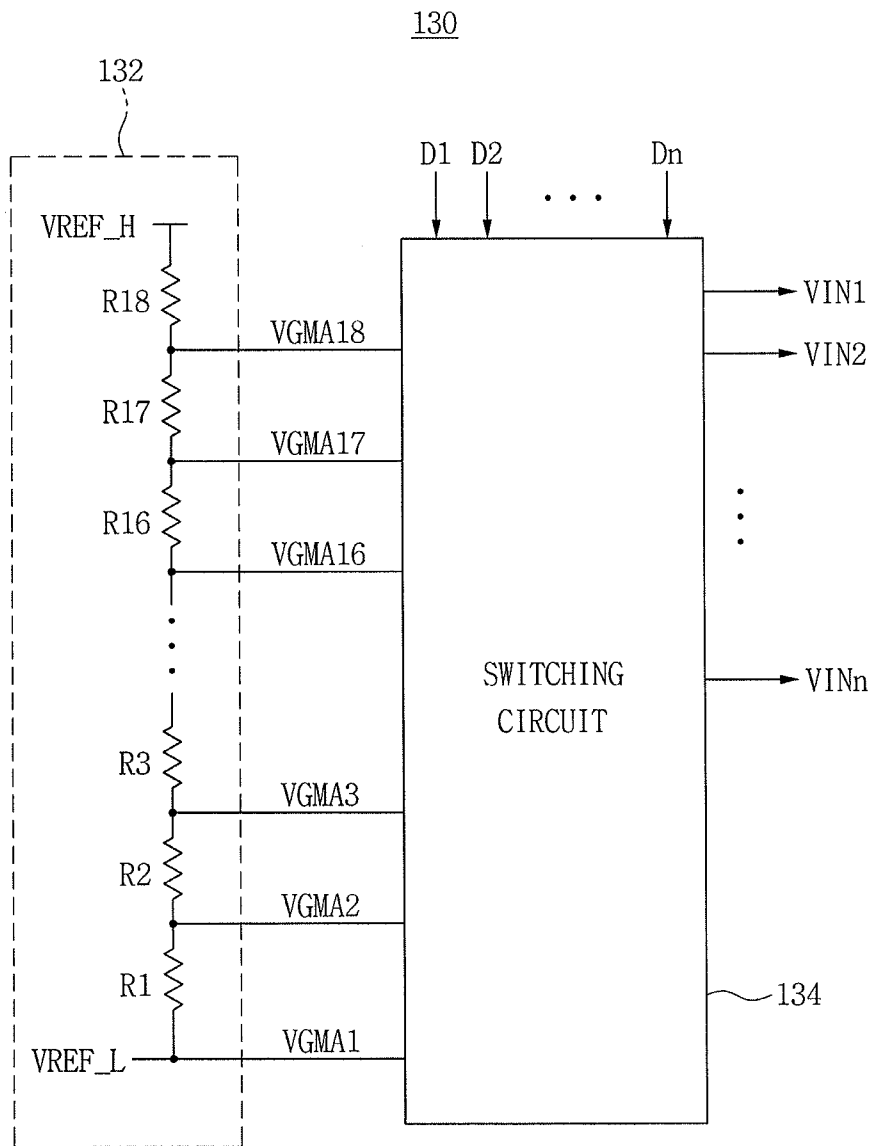 130
132
D1 D2 ... Dn
VREF_H
VIN1
R18
VGMA18
VIN2
R17
VGMA17
R16
VGMA16
SWITCHING
CIRCUIT
VINn
R3
VGMA3
R2
VGMA2
R1
134
VREF_L
VGMA1